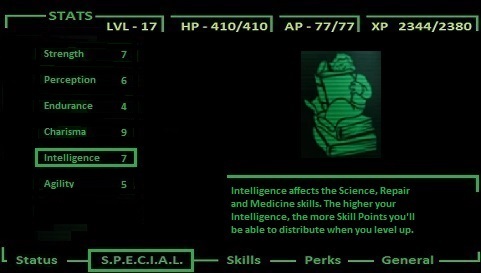 STATS
LVL - 17 HP - 410/410 AP - 77/77 XP 2344/2380
Strength 7
Perception 6
Endurance 4
Charisma 9
Intelligence 7
Agility 5
Intelligence affects the Science, Repair
and Medicine skills. The higher your
Intelligence, the more Skill Points you'll
be able to distribute when you level up.
Status S.P.E.C.I.A.L. Skills Perks General